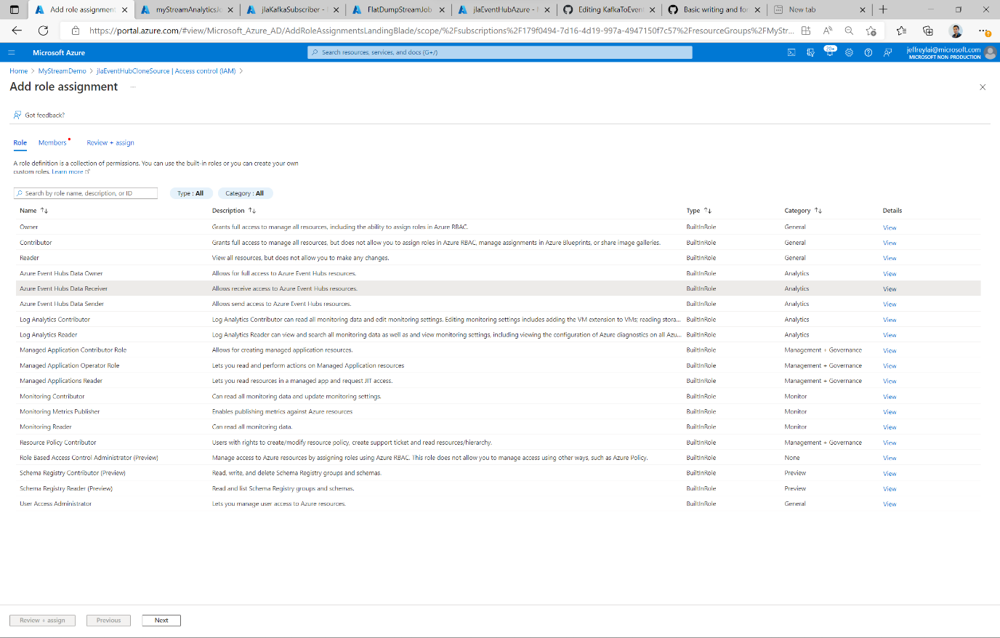 Add role assignment
myStreamAnalyticsJo
jlaKafkaSubscriber -
FlatDumpStreamJob
jlaEventHubAzure -
Editing KafkaToEvent
Basic writing and for
New tab
https://portal.azure.com/#view/Microsoft_Azure_AD/AddRoleAssignmentsLandingBlade/scope/%2Fsubscriptions%2F179f0494-7d16-4d19-997a-4947150f7c57%2FresourceGroups%2FMyStr...
Microsoft Azure
Search resources, services, and docs (G+/)
20+
jeffreylai@microsoft.com
MICROSOFT NON-PRODUCTION
Home > MyStreamDemo > jlaEventHubCloneSource | Access control (IAM) >
Add role assignment ...
Got feedback?
Role Members Review + assign
A role definition is a collection of permissions. You can use the built-in roles or you can create your own
custom roles. Learn more
Search by role name, description, or ID Type : All Category : All
Name Description Type Category Details
Owner Grants full access to manage all resources, including the ability to assign roles in Azure RBAC. BuiltInRole General View
Contributor Grants full access to manage all resources, but does not allow you to assign roles in Azure RBAC, manage assignments in Azure Blueprints, or share image galleries. BuiltInRole General View
Reader View all resources, but does not allow you to make any changes. BuiltInRole General View
Azure Event Hubs Data Owner Allows for full access to Azure Event Hubs resources. BuiltInRole Analytics View
Azure Event Hubs Data Receiver Allows receive access to Azure Event Hubs resources. BuiltInRole Analytics View
Azure Event Hubs Data Sender Allows send access to Azure Event Hubs resources. BuiltInRole Analytics View
Log Analytics Contributor Log Analytics Contributor can read all monitoring data and edit monitoring settings. Editing monitoring settings includes adding the VM extension to VMs; reading stora... BuiltInRole Analytics View
Log Analytics Reader Log Analytics Reader can view and search all monitoring data as well as and view monitoring settings, including viewing the configuration of Azure diagnostics on all Azu... BuiltInRole Analytics View
Managed Application Contributor Role Allows for creating managed application resources. BuiltInRole Management + Governance View
Managed Application Operator Role Lets you read and perform actions on Managed Application resources BuiltInRole Management + Governance View
Managed Applications Reader Lets you read resources in a managed app and request JIT access. BuiltInRole Management + Governance View
Monitoring Contributor Can read all monitoring data and update monitoring settings. BuiltInRole Monitor View
Monitoring Metrics Publisher Enables publishing metrics against Azure resources BuiltInRole Monitor View
Monitoring Reader Can read all monitoring data. BuiltInRole Monitor View
Resource Policy Contributor Users with rights to create/modify resource policy, create support ticket and read resources/hierarchy. BuiltInRole Management + Governance View
Role Based Access Control Administrator (Preview) Manage access to Azure resources by assigning roles using Azure RBAC. This role does not allow you to manage access using other ways, such as Azure Policy. BuiltInRole None View
Schema Registry Contributor (Preview) Read, write, and delete Schema Registry groups and schemas. BuiltInRole Preview View
Schema Registry Reader (Preview) Read and list Schema Registry groups and schemas. BuiltInRole Preview View
User Access Administrator Lets you manage user access to Azure resources. BuiltInRole General View
Review + assign Previous Next